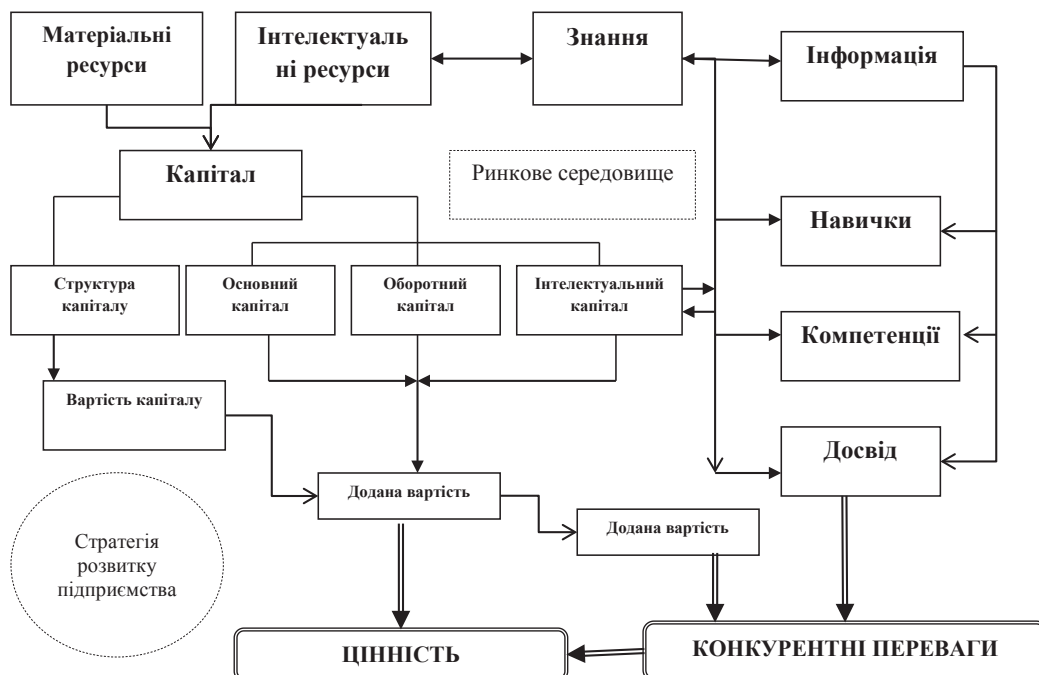 Матеріальні
ресурси
Інтелектуаль
ні ресурси
Знання
Інформація
Капітал
Ринкове середовище
Навички
Структура
капіталу
Основний
капітал
Оборотний
капітал
Інтелектуальний
капітал
Компетенції
Вартість капіталу
Досвід
Додана вартість
Додана вартість
Стратегія
розвитку
підприємства
ЦІННІСТЬ
КОНКУРЕНТНІ ПЕРЕВАГИ